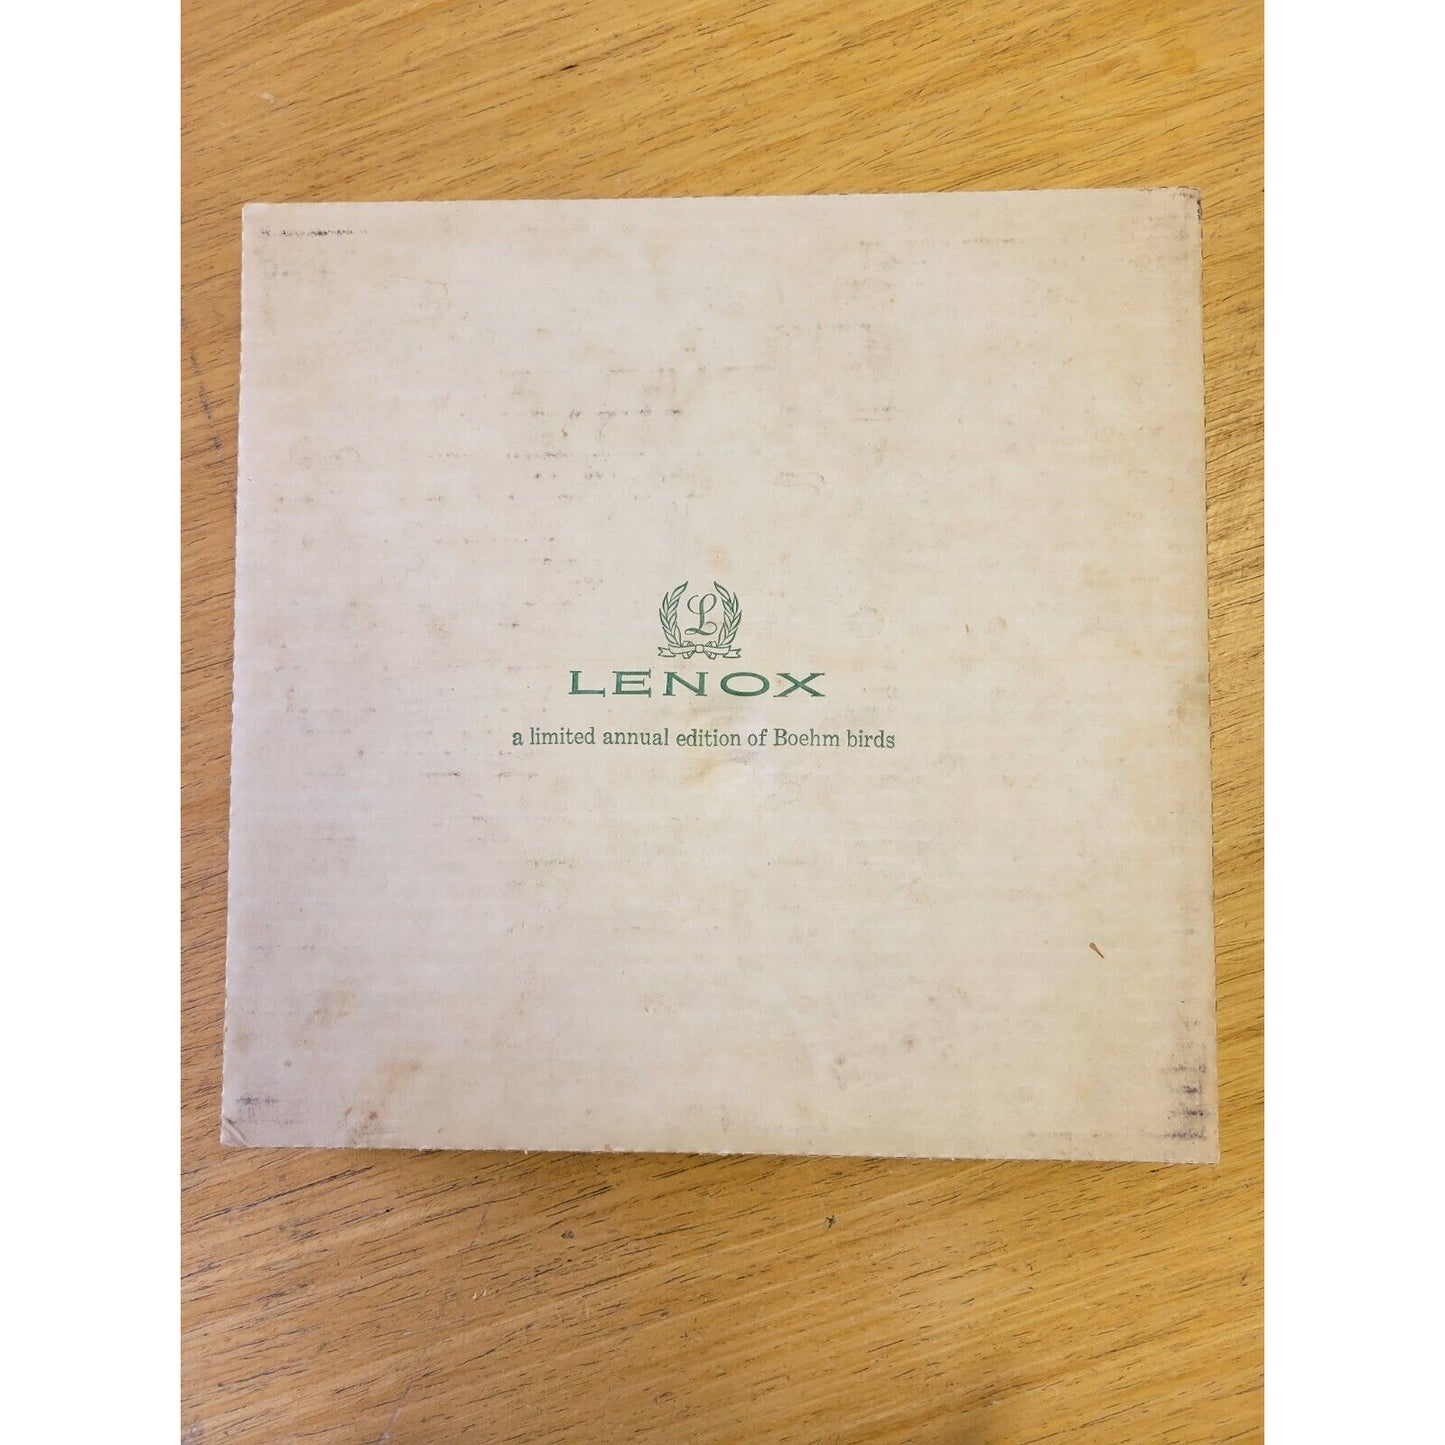 L
LENOX
a limited annual edition of Boehm birds